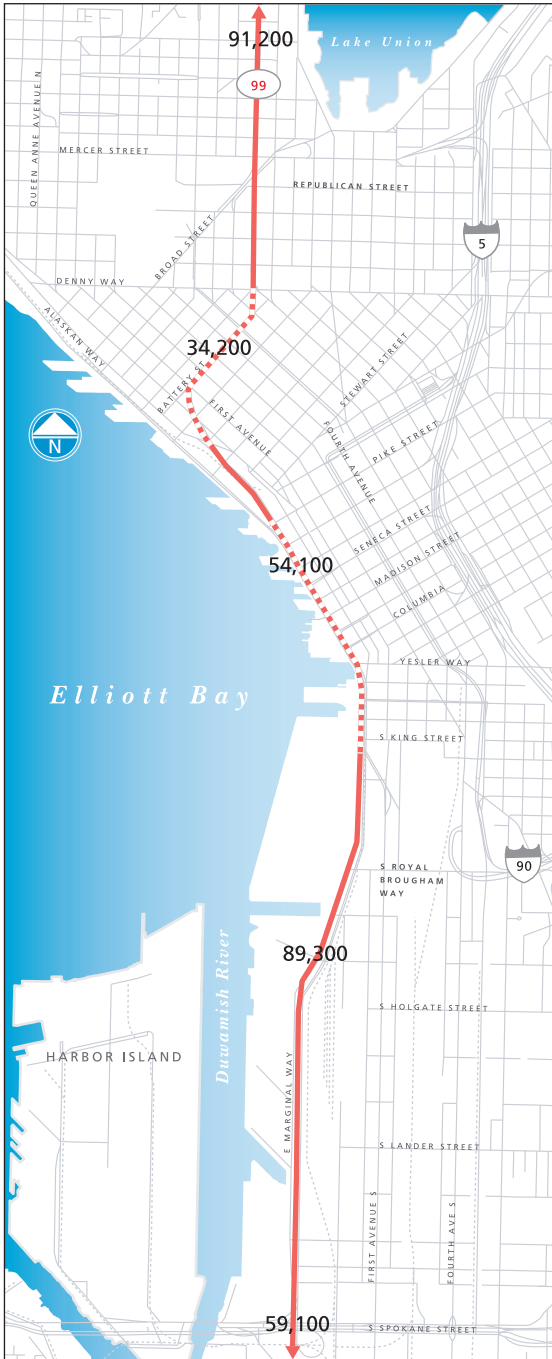 91,200
Lake Union
99
QUEEN ANNE AVENUE N
MERCER STREET
REPUBLICAN STREET
BROAD STREET
5
DENNY WAY
ALASKAN WAY
34,200
BATTERY ST
STEWART STREET
FIRST AVENUE
FOURTH AVENUE
PIKE STREET
N
SENECA STREET
54,100
MADISON STREET
COLUMBIA
YESLER WAY
Elliott Bay
S KING STREET
S ROYAL
BROUGHAM
WAY
90
89,300
Duwamish River
S HOLGATE STREET
HARBOR ISLAND
E MARGINAL WAY
S LANDER STREET
FIRST AVENUE S
FOURTH AVE S
59,100
S SPOKANE STREET